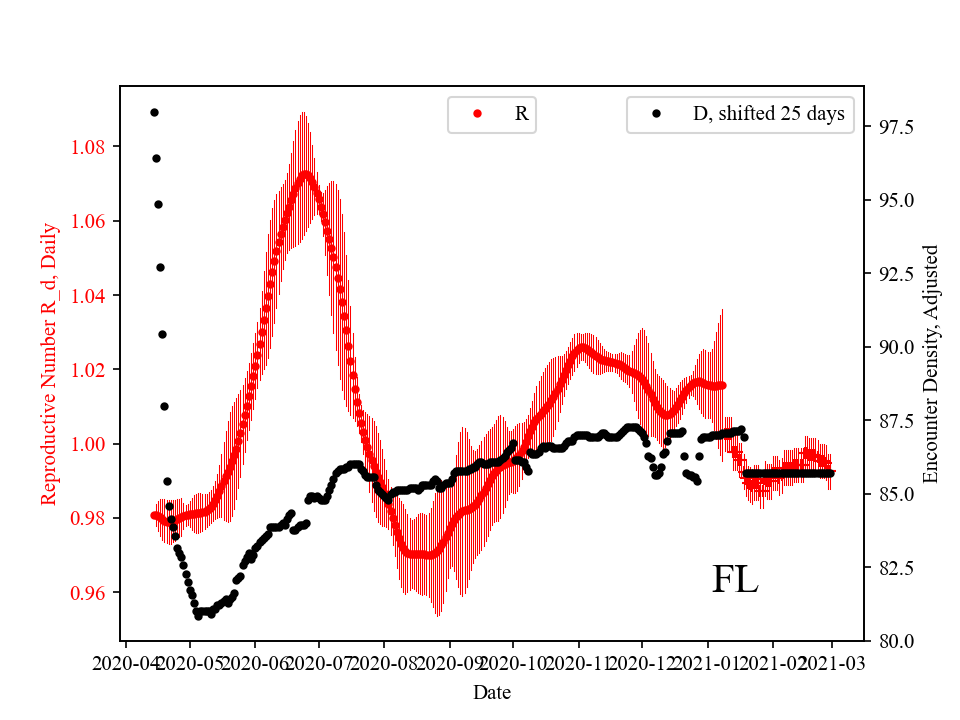 R
D, shifted 25 days
1.08
1.06
1.04
1.02
1.00
0.98
0.96
Reproductive Number R_d, Daily
97.5
95.0
92.5
90.0
87.5
85.0
82.5
80.0
Encounter Density, Adjusted
FL
2020-04 2020-05 2020-06 2020-07 2020-08 2020-09 2020-10 2020-11 2020-12 2021-01 2021-02 2021-03
Date